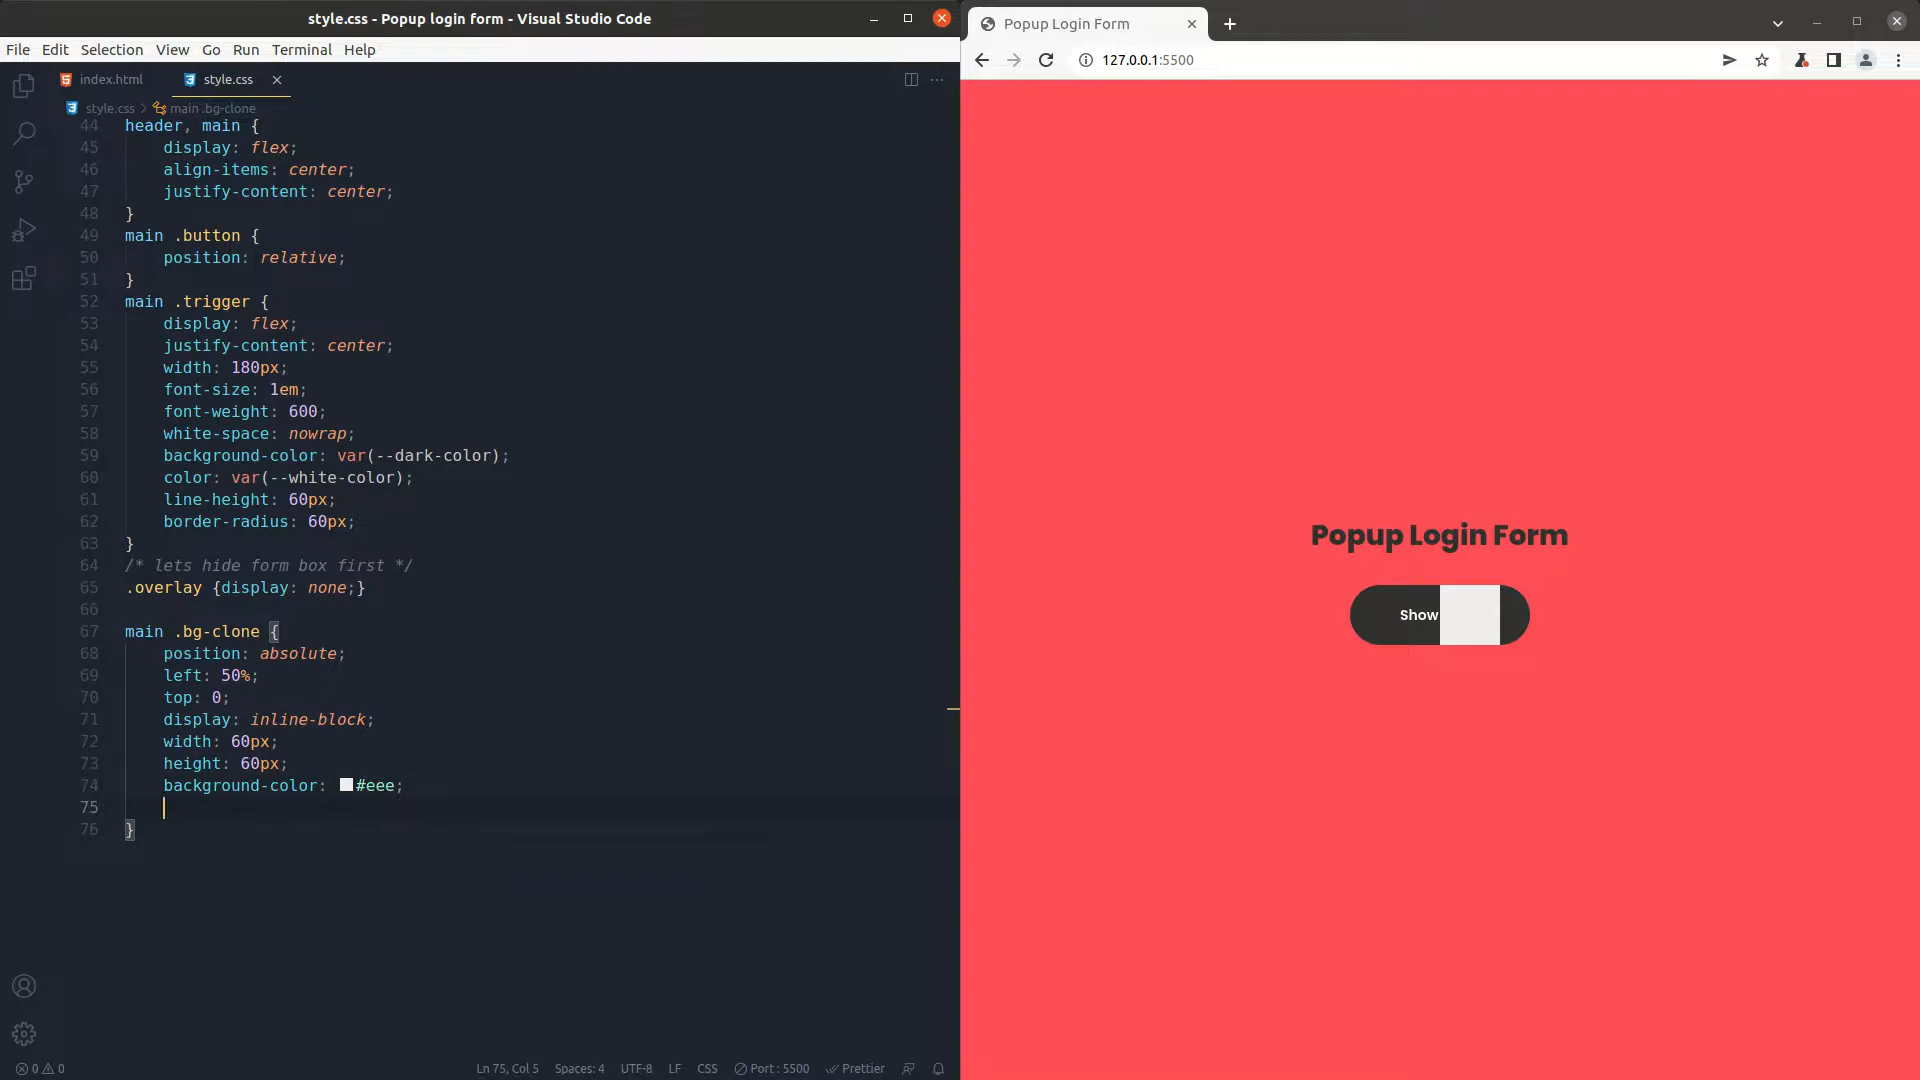 style.css - Popup login form - Visual Studio Code
File Edit Selection View Go Run Terminal Help
index.html style.css
style.css > main .bg-clone
44 header, main {
45 display: flex;
46 align-items: center;
47 justify-content: center;
48 }
49 main .button {
50 position: relative;
51 }
52 main .trigger {
53 display: flex;
54 justify-content: center;
55 width: 180px;
56 font-size: 1em;
57 font-weight: 600;
58 white-space: nowrap;
59 background-color: var(--dark-color);
60 color: var(--white-color);
61 line-height: 60px;
62 border-radius: 60px;
63 }
64 /* lets hide form box first */
65 .overlay {display: none;}
66
67 main .bg-clone {
68 position: absolute;
69 left: 50%;
70 top: 0;
71 display: inline-block;
72 width: 60px;
73 height: 60px;
74 background-color: #eee;
75
76 }
0 0 Ln 75, Col 5 Spaces: 4 UTF-8 LF CSS Port : 5500 Prettier
Popup Login Form
127.0.0.1:5500
Popup Login Form
Show